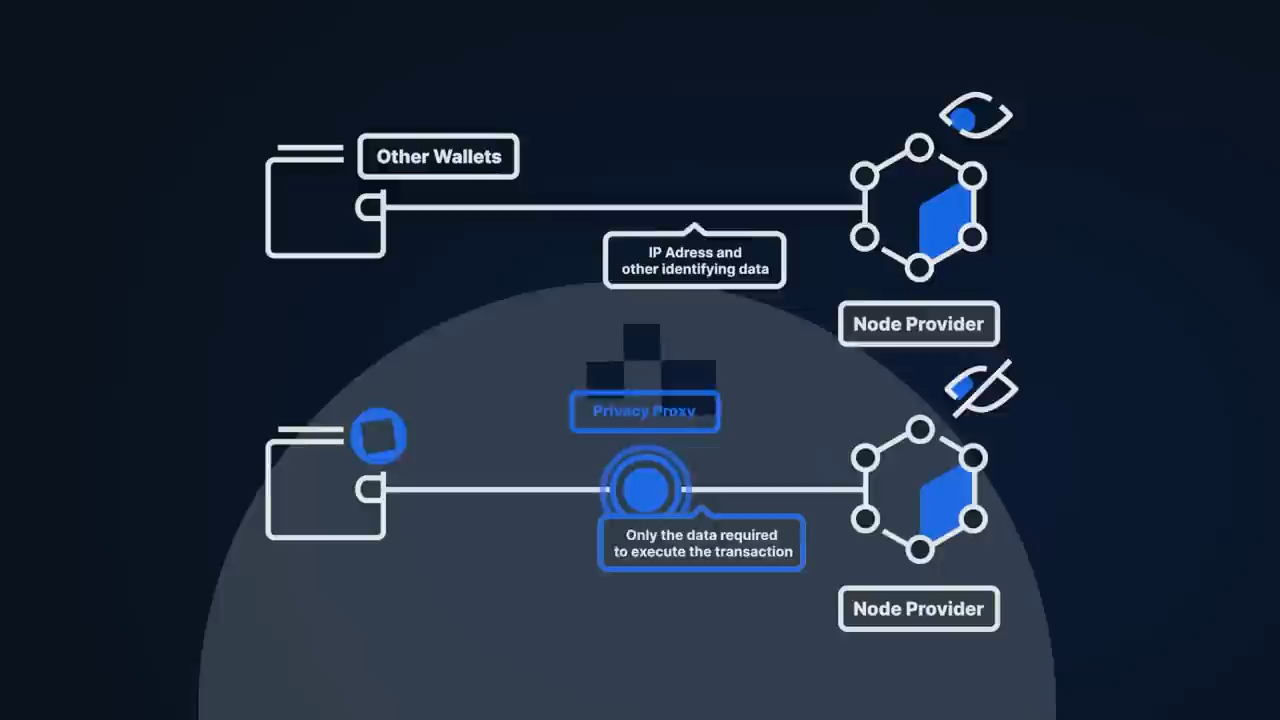 Other Wallets
IP Adress and
other identifying data
Node Provider
Privacy Proxy
Only the data required
to execute the transaction
Node Provider